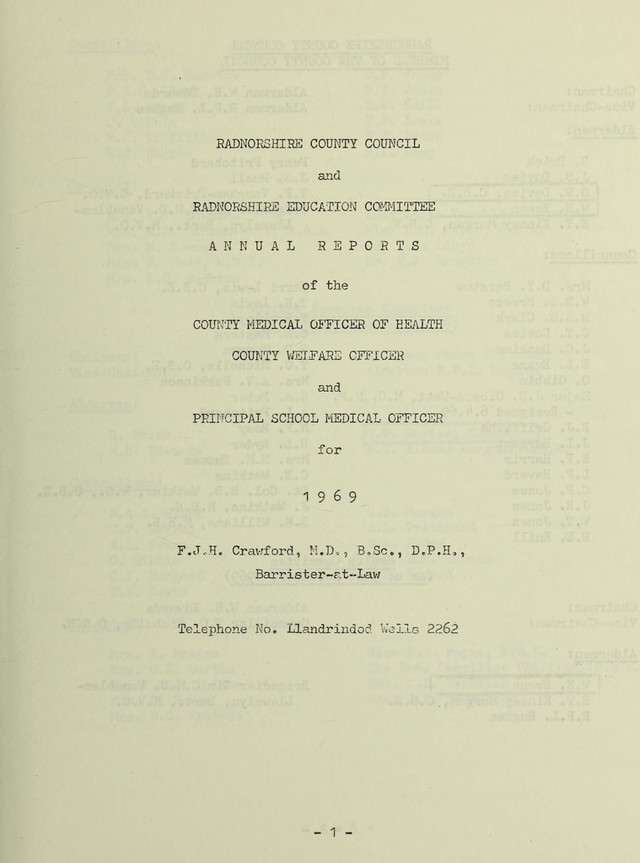 RADNORSHIRE COUNTY COUNCIL
and
RADNORSHIRE EDUCATION COMMITTEE
A N N U A L   R E P O R T S
of the
COUNTY MEDICAL OFFICER OF HEALTH
COUNTY WELFARE OFFICER
and
PRINCIPAL SCHOOL MEDICAL OFFICER
for
1 9 6 9
F.J.H. Crawford, M.D., B.Sc., D.P.H.,
Barrister-at-Law
Telephone No. Llandrindod Wells 2262
- 1 -